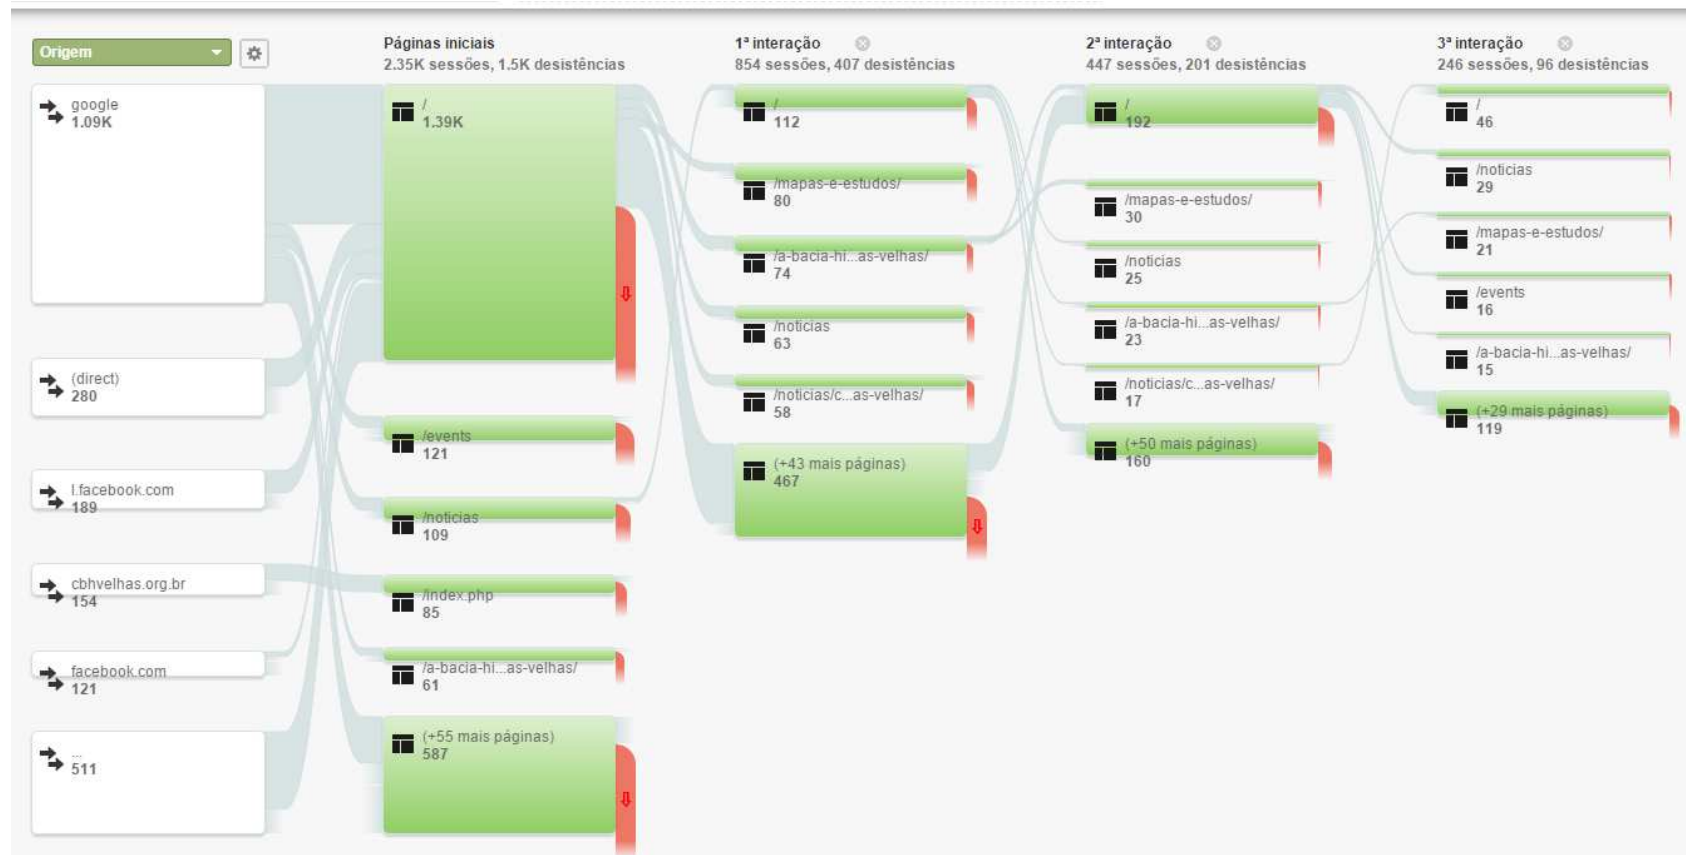 Origem
google
1.09K
(direct)
280
l.facebook.com
189
cbhvelhas.org.br
154
facebook.com
121
...
511
Páginas iniciais
2.35K sessões, 1.5K desistências
/
1.39K
/events
121
/noticias
109
/index.php
85
/a-bacia-hi...as-velhas/
61
(+55 mais páginas)
587
1ª interação
854 sessões, 407 desistências
/
112
/mapas-e-estudos/
80
/a-bacia-hi...as-velhas/
74
/noticias
63
/noticias/c...as-velhas/
58
(+43 mais páginas)
467
2ª interação
447 sessões, 201 desistências
/
192
/mapas-e-estudos/
30
/noticias
25
/a-bacia-hi...as-velhas/
23
/noticias/c...as-velhas/
17
(+50 mais páginas)
160
3ª interação
246 sessões, 96 desistências
/
46
/noticias
29
/mapas-e-estudos/
21
/events
16
/a-bacia-hi...as-velhas/
15
(+29 mais páginas)
119